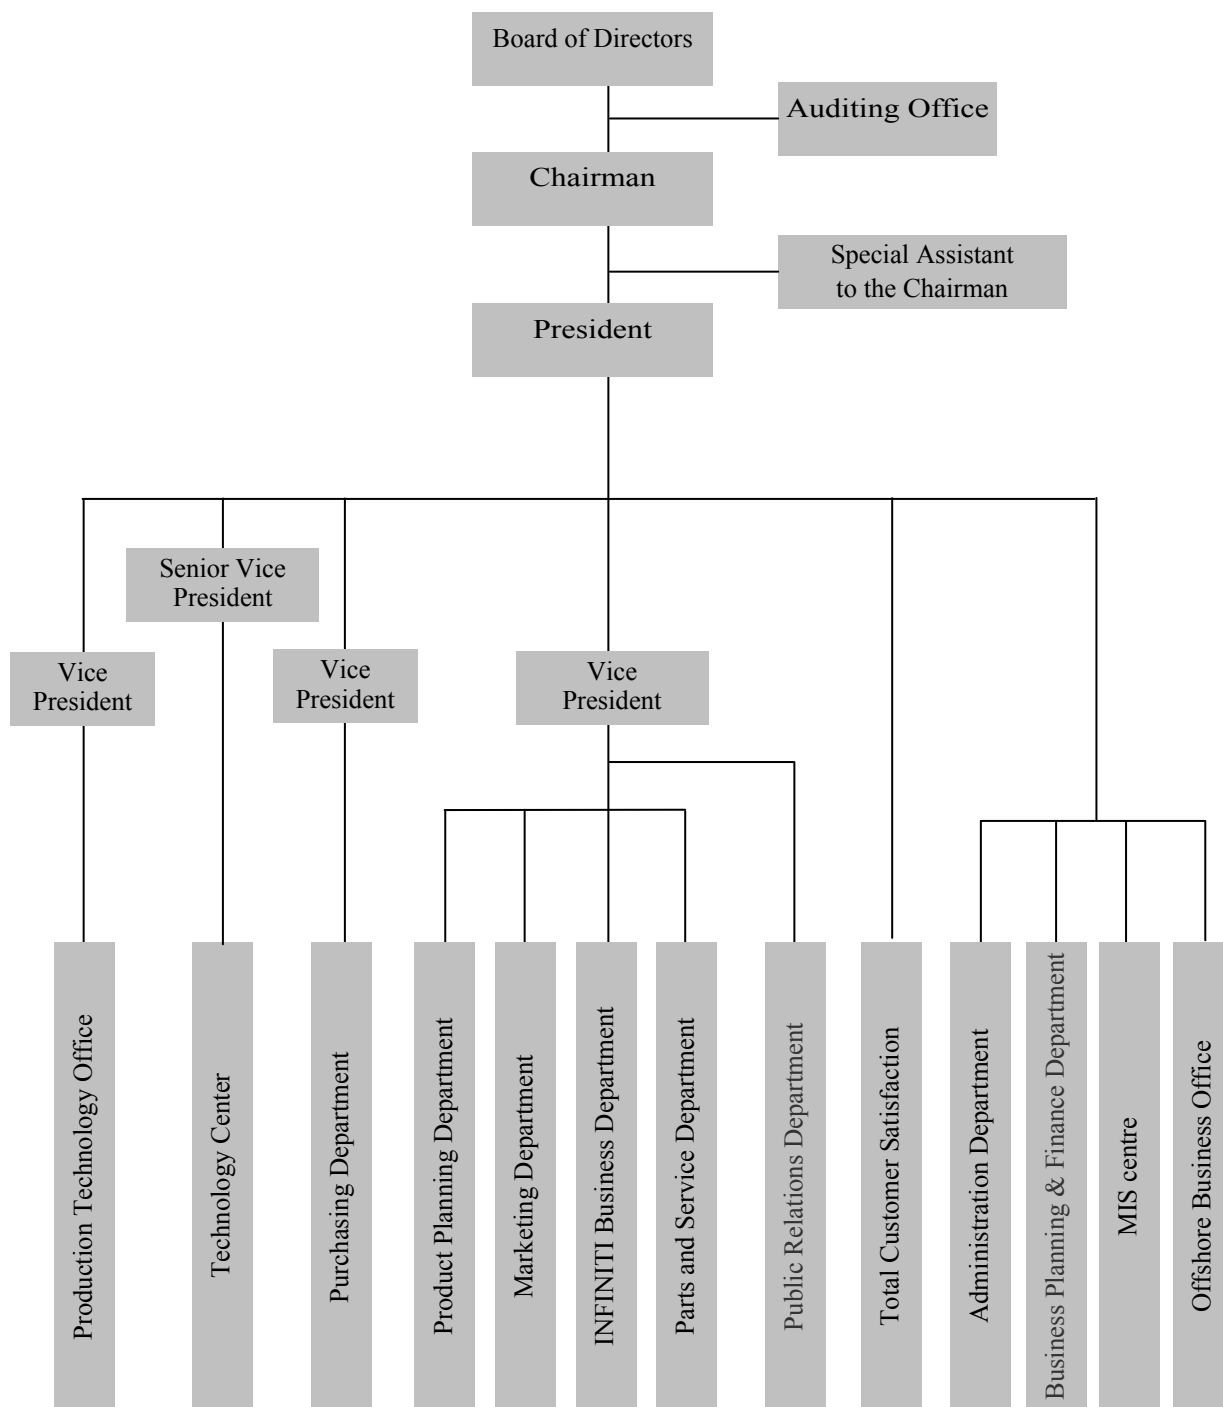 Board of Directors
Auditing Office
Chairman
Special Assistant
to the Chairman
President
Senior Vice
President
Vice
President
Vice
President
Vice
President
Production Technology Office
Technology Center
Purchasing Department
Product Planning Department
Marketing Department
INFINITI Business Department
Parts and Service Department
Public Relations Department
Total Customer Satisfaction
Administration Department
Business Planning & Finance Department
MIS centre
Offshore Business Office